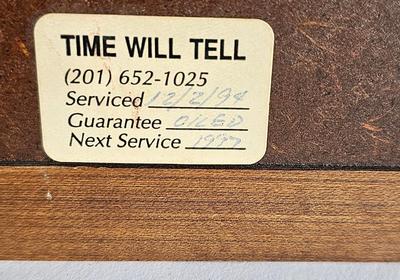 TIME WILL TELL
(201) 652-1025
Serviced 12/2/94
Guarantee OILED
Next Service 1997